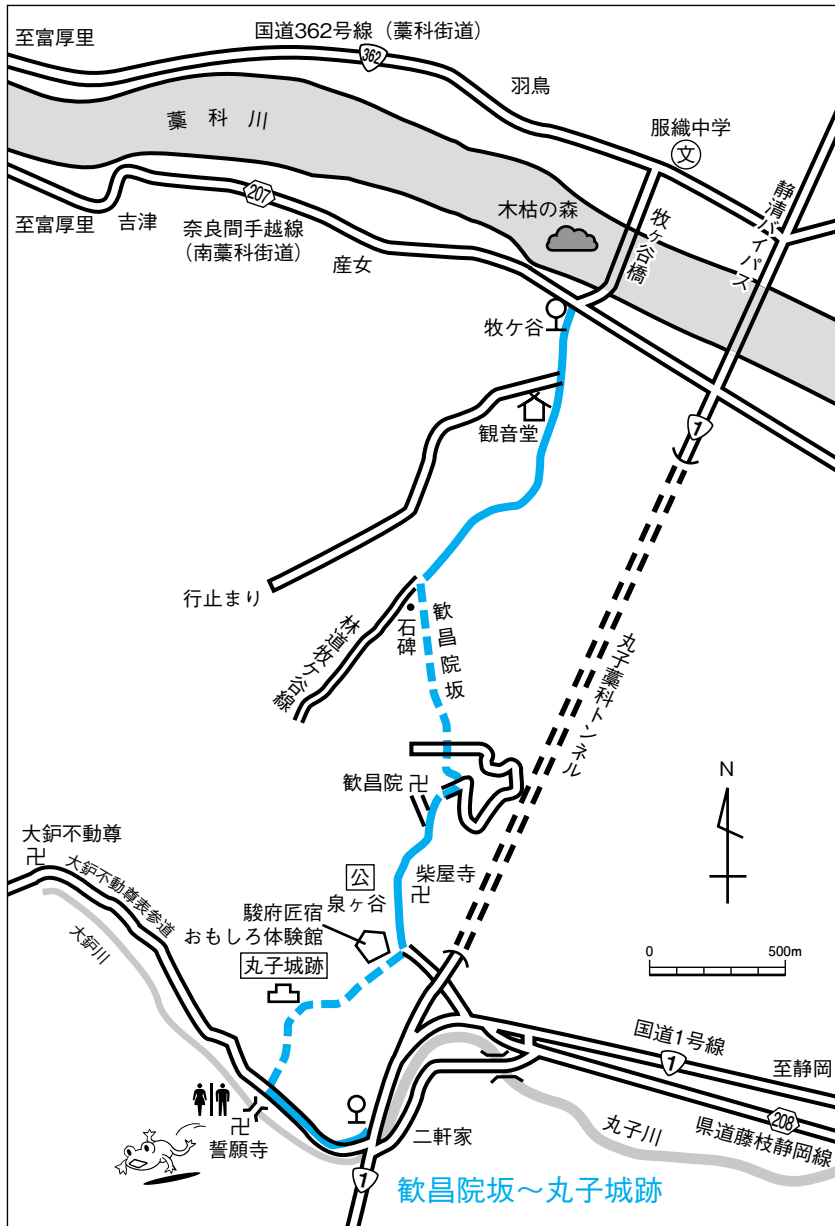 至富厚里
国道362号線（藁科街道）
362
羽鳥
藁科川
服織中学
文
静清バイパス
207
至富厚里
吉津
奈良間手越線
（南藁科街道）
産女
木枯の森
牧ヶ谷橋
牧ケ谷
1
観音堂
行止まり
林道牧ケ谷線
石碑
歓昌院坂
丸子藁科トンネル
N
歓昌院
卍
大鈩不動尊
卍
大鈩不動尊表参道
大鈩川
公
泉ヶ谷
柴屋寺
卍
駿府匠宿
おもしろ体験館
丸子城跡
0
500m
国道1号線
1
至静岡
208
県道藤枝静岡線
丸子川
卍
誓願寺
二軒家
1
歓昌院坂〜丸子城跡